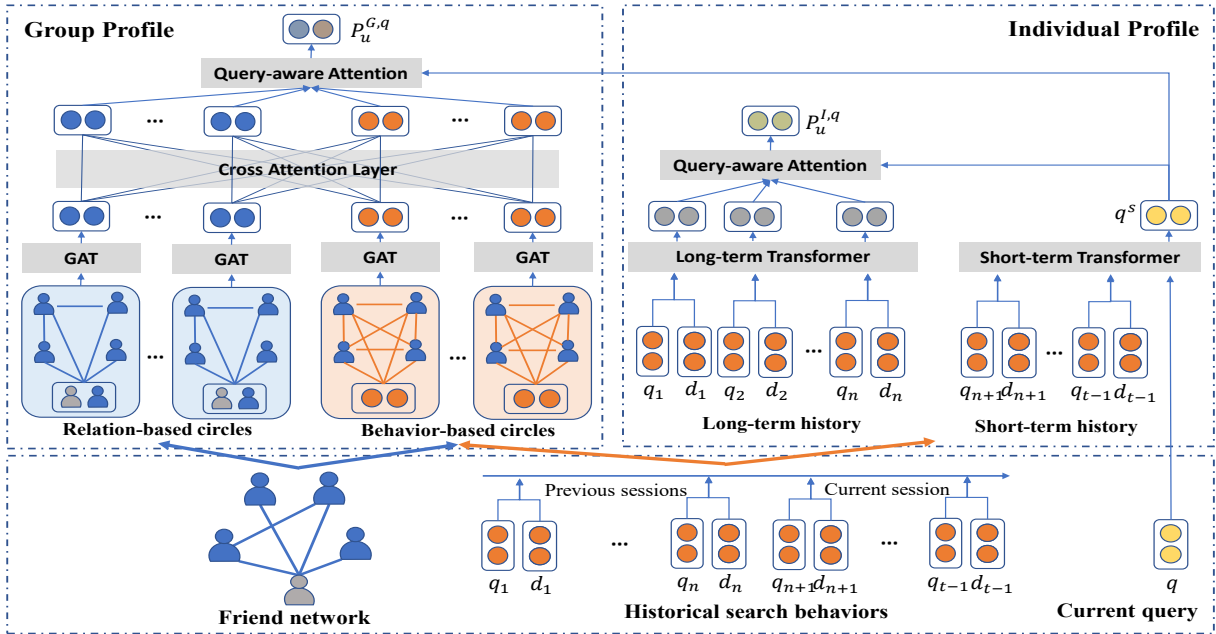 Group Profile
$P_u^{G,q}$
Query-aware Attention
...
...
Cross Attention Layer
...
...
GAT
GAT
GAT
GAT
...
...
Relation-based circles
Behavior-based circles
Individual Profile
$P_u^{I,q}$
Query-aware Attention
$q^s$
Long-term Transformer
Short-term Transformer
...
...
$q_1$ $d_1$ $q_2$ $d_2$ $q_n$ $d_n$
$q_{n+1}$ $d_{n+1}$ $q_{t-1}$ $d_{t-1}$
Long-term history
Short-term history
Previous sessions
Current session
...
...
$q_1$ $d_1$ $q_n$ $d_n$ $q_{n+1}$ $d_{n+1}$ $q_{t-1}$ $d_{t-1}$
$q$
Friend network
Historical search behaviors
Current query